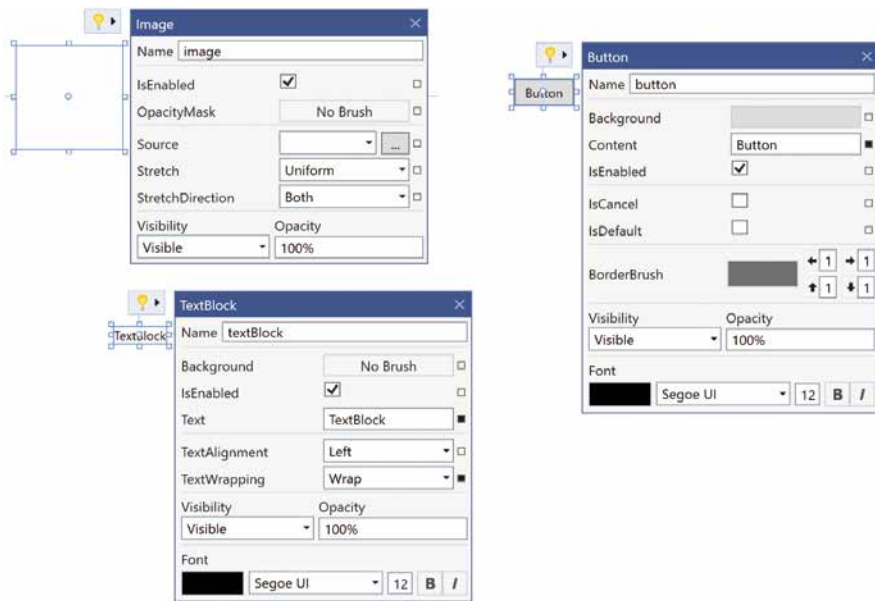 Image
Name image
IsEnabled
OpacityMask No Brush
Source ...
Stretch Uniform
StretchDirection Both
Visibility Opacity
Visible 100%
Button
Button
Name button
Background
Content Button
IsEnabled
IsCancel
IsDefault
BorderBrush 1 1
1 1
Visibility Opacity
Visible 100%
Font
Segoe UI 12 B I
TextBlock
TextBlock
Name textBlock
Background No Brush
IsEnabled
Text TextBlock
TextAlignment Left
TextWrapping Wrap
Visibility Opacity
Visible 100%
Font
Segoe UI 12 B I